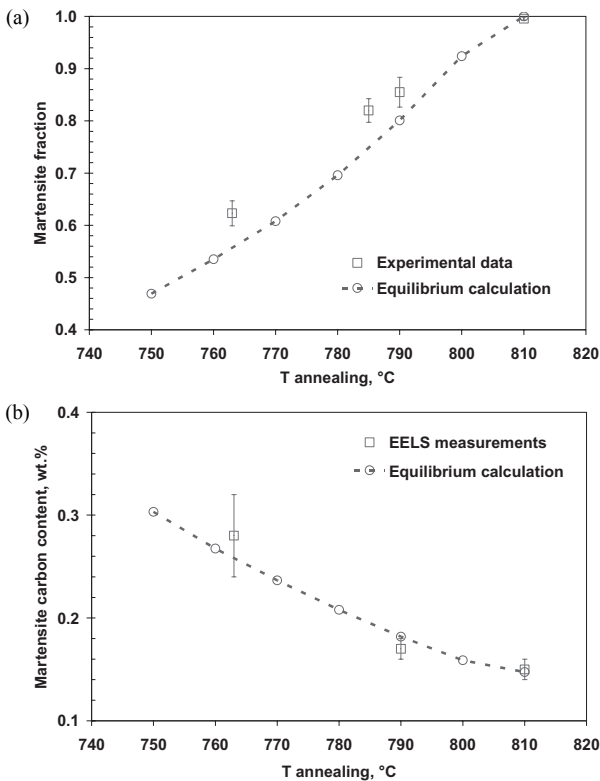 (a)
1.0
0.9
0.8
0.7
0.6
0.5
0.4
Martensite fraction
Experimental data
Equilibrium calculation
740 750 760 770 780 790 800 810 820
T annealing, °C
(b)
0.4
0.3
0.2
0.1
Martensite carbon content, wt.%
EELS measurements
Equilibrium calculation
740 750 760 770 780 790 800 810 820
T annealing, °C